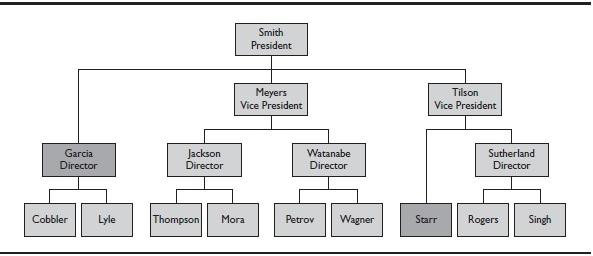 Smith
President
Meyers
Vice President
Tilson
Vice President
Garcia
Director
Jackson
Director
Watanabe
Director
Sutherland
Director
Cobbler
Lyle
Thompson
Mora
Petrov
Wagner
Starr
Rogers
Singh